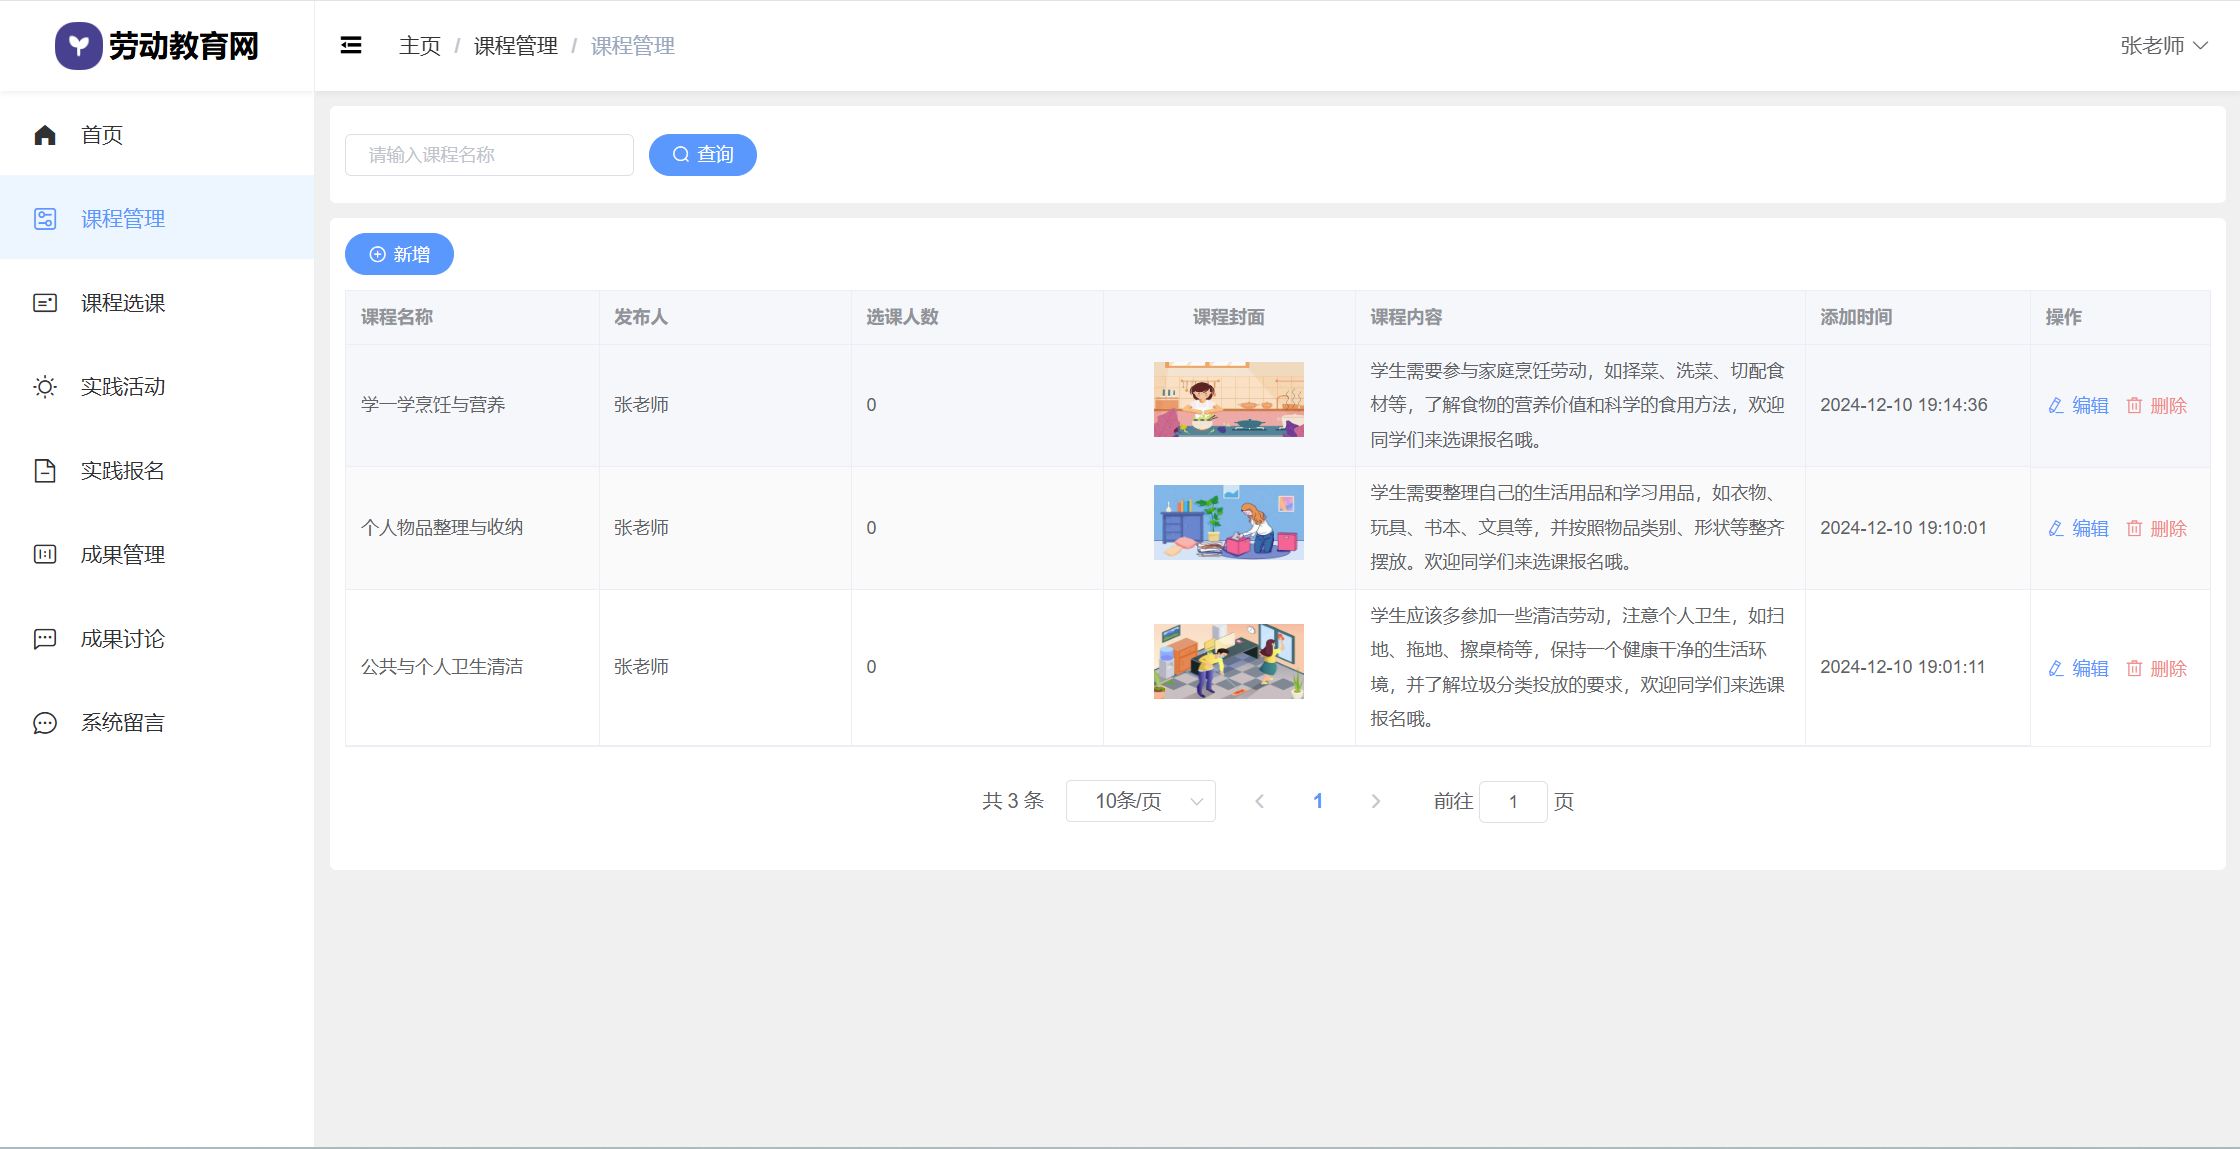 劳动教育网
主页 / 课程管理 / 课程管理
张老师
首页
课程管理
课程选课
实践活动
实践报名
成果管理
成果讨论
系统留言
请输入课程名称
查询
新增
课程名称 发布人 选课人数 课程封面 课程内容 添加时间 操作
学一学烹饪与营养 张老师 0
学生需要参与家庭烹饪劳动，如择菜、洗菜、切配食
材等，了解食物的营养价值和科学的食用方法，欢迎
同学们来选课报名哦。
2024-12-10 19:14:36 编辑 删除
个人物品整理与收纳 张老师 0
学生需要整理自己的生活用品和学习用品，如衣物、
玩具、书本、文具等，并按照物品类别、形状等整齐
摆放。欢迎同学们来选课报名哦。
2024-12-10 19:10:01 编辑 删除
公共与个人卫生清洁 张老师 0
学生应该多参加一些清洁劳动，注意个人卫生，如扫
地、拖地、擦桌椅等，保持一个健康干净的生活环
境，并了解垃圾分类投放的要求，欢迎同学们来选课
报名哦。
2024-12-10 19:01:11 编辑 删除
共 3 条 10条/页 1 前往 1 页